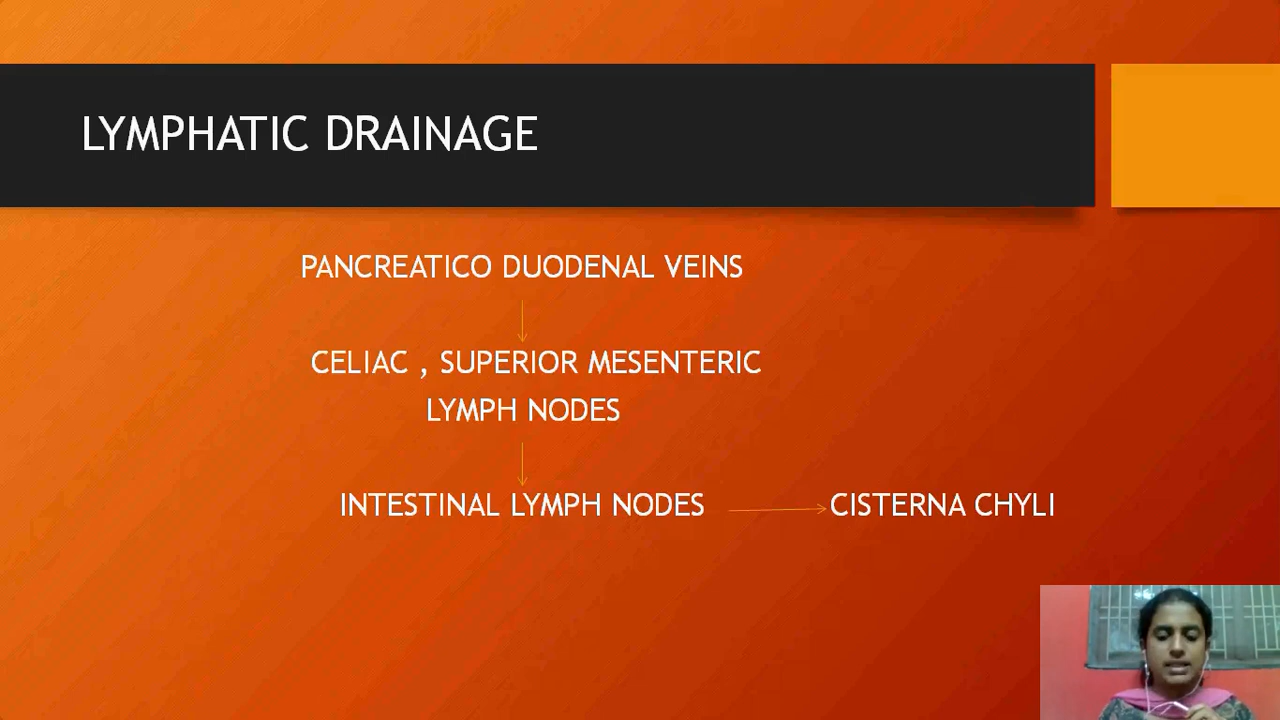 LYMPHATIC DRAINAGE
PANCREATICO DUODENAL VEINS
CELIAC , SUPERIOR MESENTERIC
LYMPH NODES
INTESTINAL LYMPH NODES CISTERNA CHYLI